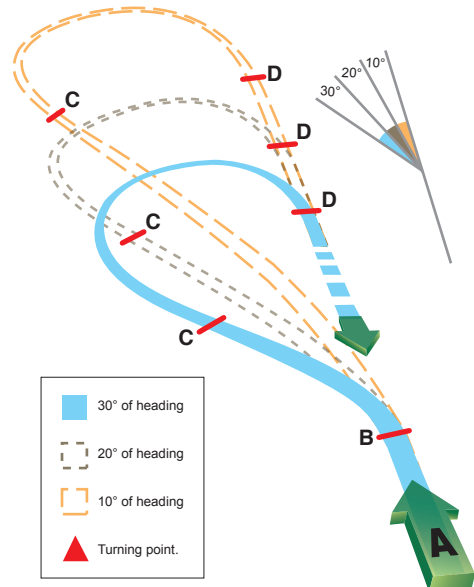 D
C
D
D
C
C
B
A
10°
20°
30°
30° of heading
20° of heading
10° of heading
Turning point.